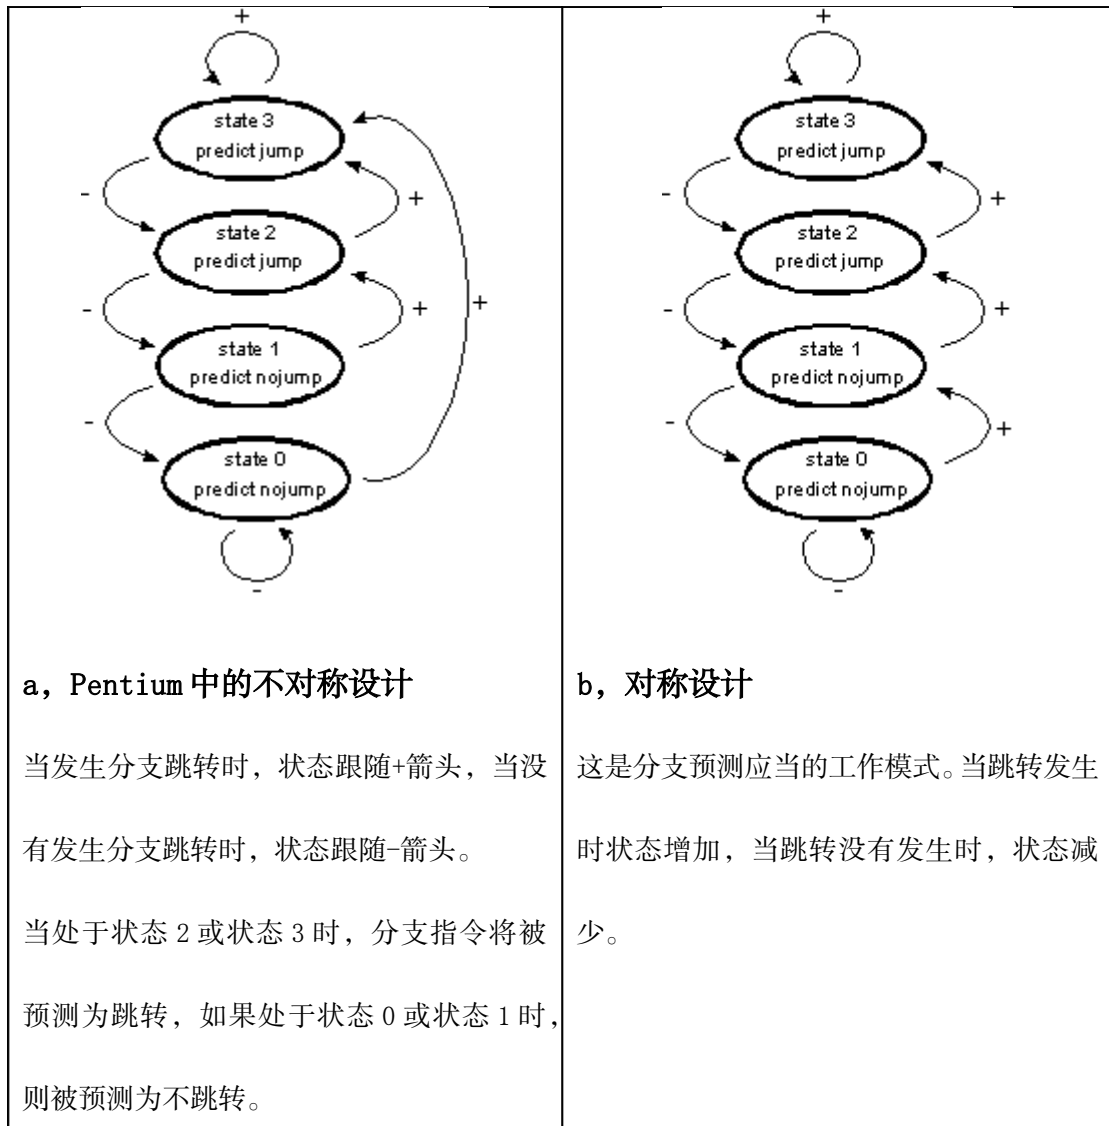 +
state 3
predict jump
-
+
state 2
predict jump
-
+
+
state 1
predict nojump
-
state 0
predict nojump
-
a，Pentium 中的不对称设计
当发生分支跳转时，状态跟随+箭头，当没
有发生分支跳转时，状态跟随-箭头。
当处于状态 2 或状态 3 时，分支指令将被
预测为跳转，如果处于状态 0 或状态 1 时，
则被预测为不跳转。
+
state 3
predict jump
-
+
state 2
predict jump
-
+
state 1
predict nojump
-
+
state 0
predict nojump
-
b，对称设计
这是分支预测应当的工作模式。当跳转发生
时状态增加，当跳转没有发生时，状态减
少。